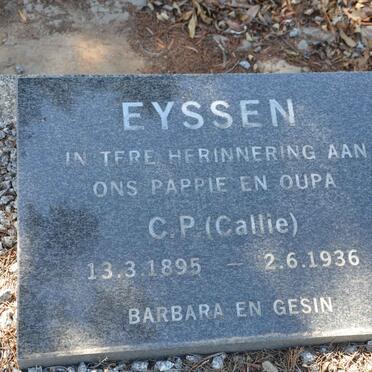 EYSSEN
IN TERE HERINNERING AAN
ONS PAPPIE EN OUPA
C.P. (Callie)
13.3.1895 — 2.6.1936
BARBARA EN GESIN